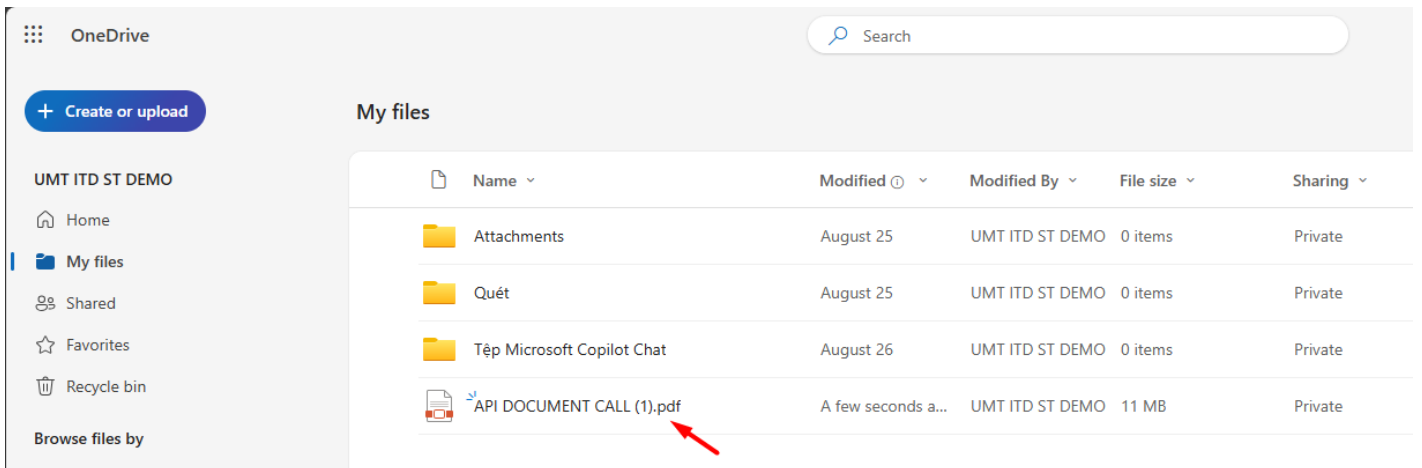 OneDrive
Search
Create or upload
My files
UMT ITD ST DEMO
Home
My files
Shared
Favorites
Recycle bin
Browse files by
Name Modified Modified By File size Sharing
Attachments August 25 UMT ITD ST DEMO 0 items Private
Quét August 25 UMT ITD ST DEMO 0 items Private
Tệp Microsoft Copilot Chat August 26 UMT ITD ST DEMO 0 items Private
API DOCUMENT CALL (1).pdf A few seconds a... UMT ITD ST DEMO 11 MB Private